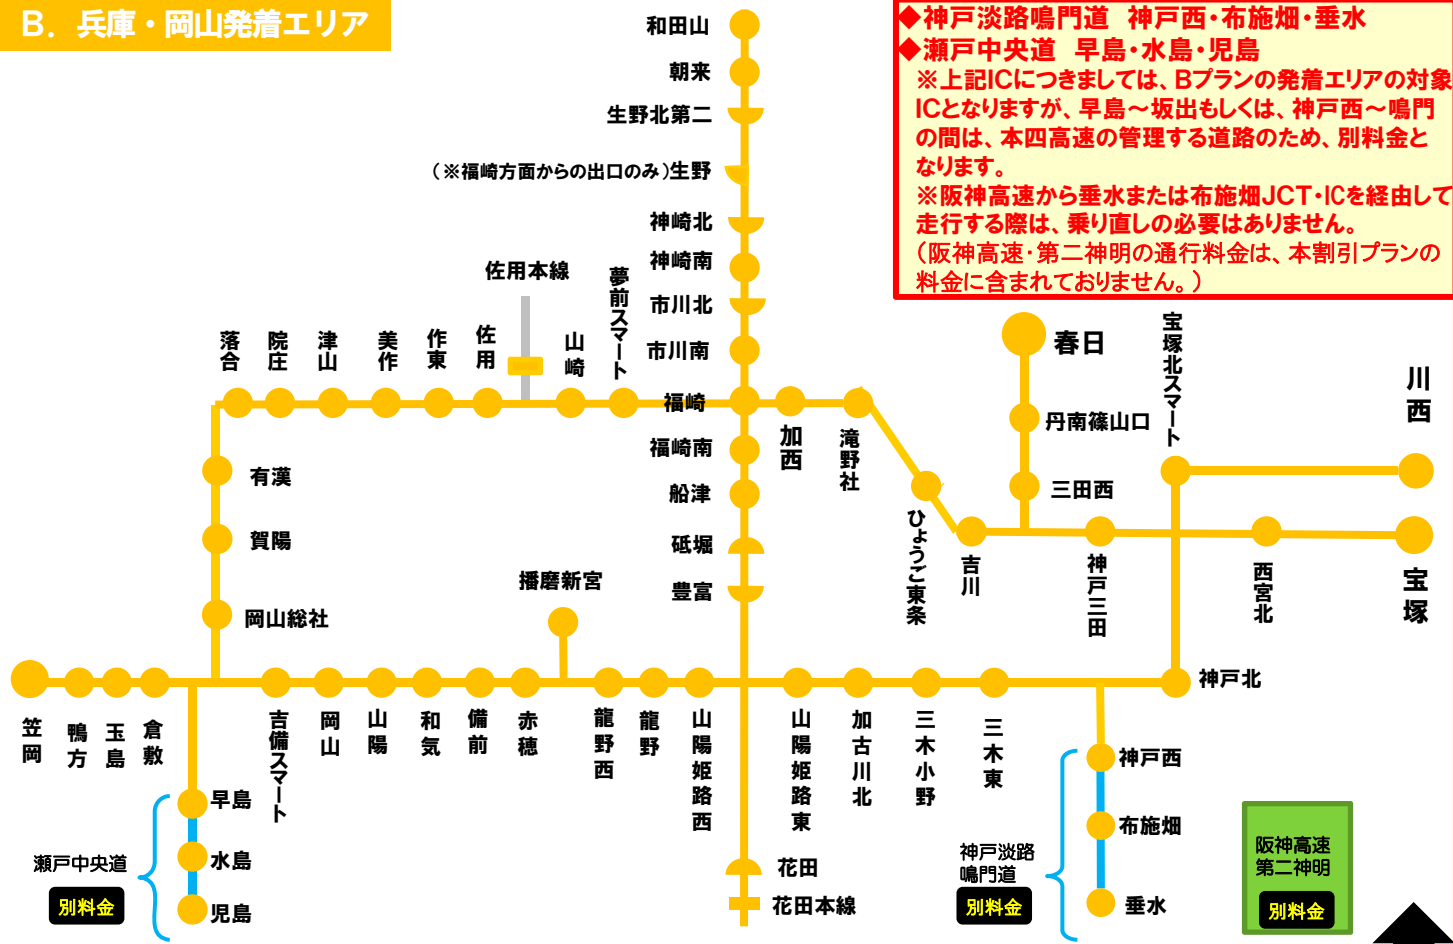 B．兵庫・岡山発着エリア
◆神戸淡路鳴門道　神戸西・布施畑・垂水
◆瀬戸中央道　早島・水島・児島
※上記ICにつきましては、Bプランの発着エリアの対象
ICとなりますが、早島～坂出もしくは、神戸西～鳴門
の間は、本四高速の管理する道路のため、別料金と
なります。
※阪神高速から垂水または布施畑JCT・ICを経由して
走行する際は、乗り直しの必要はありません。
（阪神高速・第二神明の通行料金は、本割引プランの
料金に含まれておりません。）
和田山
朝来
生野北第二
（※福崎方面からの出口のみ）生野
神崎北
神崎南
市川北
市川南
福崎
福崎南
船津
砥堀
豊富
佐用本線
落合
院庄
津山
美作
作東
佐用
山崎
夢前スマート
加西
滝野社
ひょうご東条
吉川
春日
丹南篠山口
三田西
神戸三田
宝塚北スマート
西宮北
川西
宝塚
有漢
賀陽
岡山総社
播磨新宮
神戸北
笠岡
鴨方
玉島
倉敷
吉備スマート
岡山
山陽
和気
備前
赤穂
龍野西
龍野
山陽姫路西
山陽姫路東
加古川北
三木小野
三木東
早島
水島
児島
瀬戸中央道
別料金
花田
花田本線
神戸西
布施畑
垂水
神戸淡路
鳴門道
別料金
阪神高速
第二神明
別料金